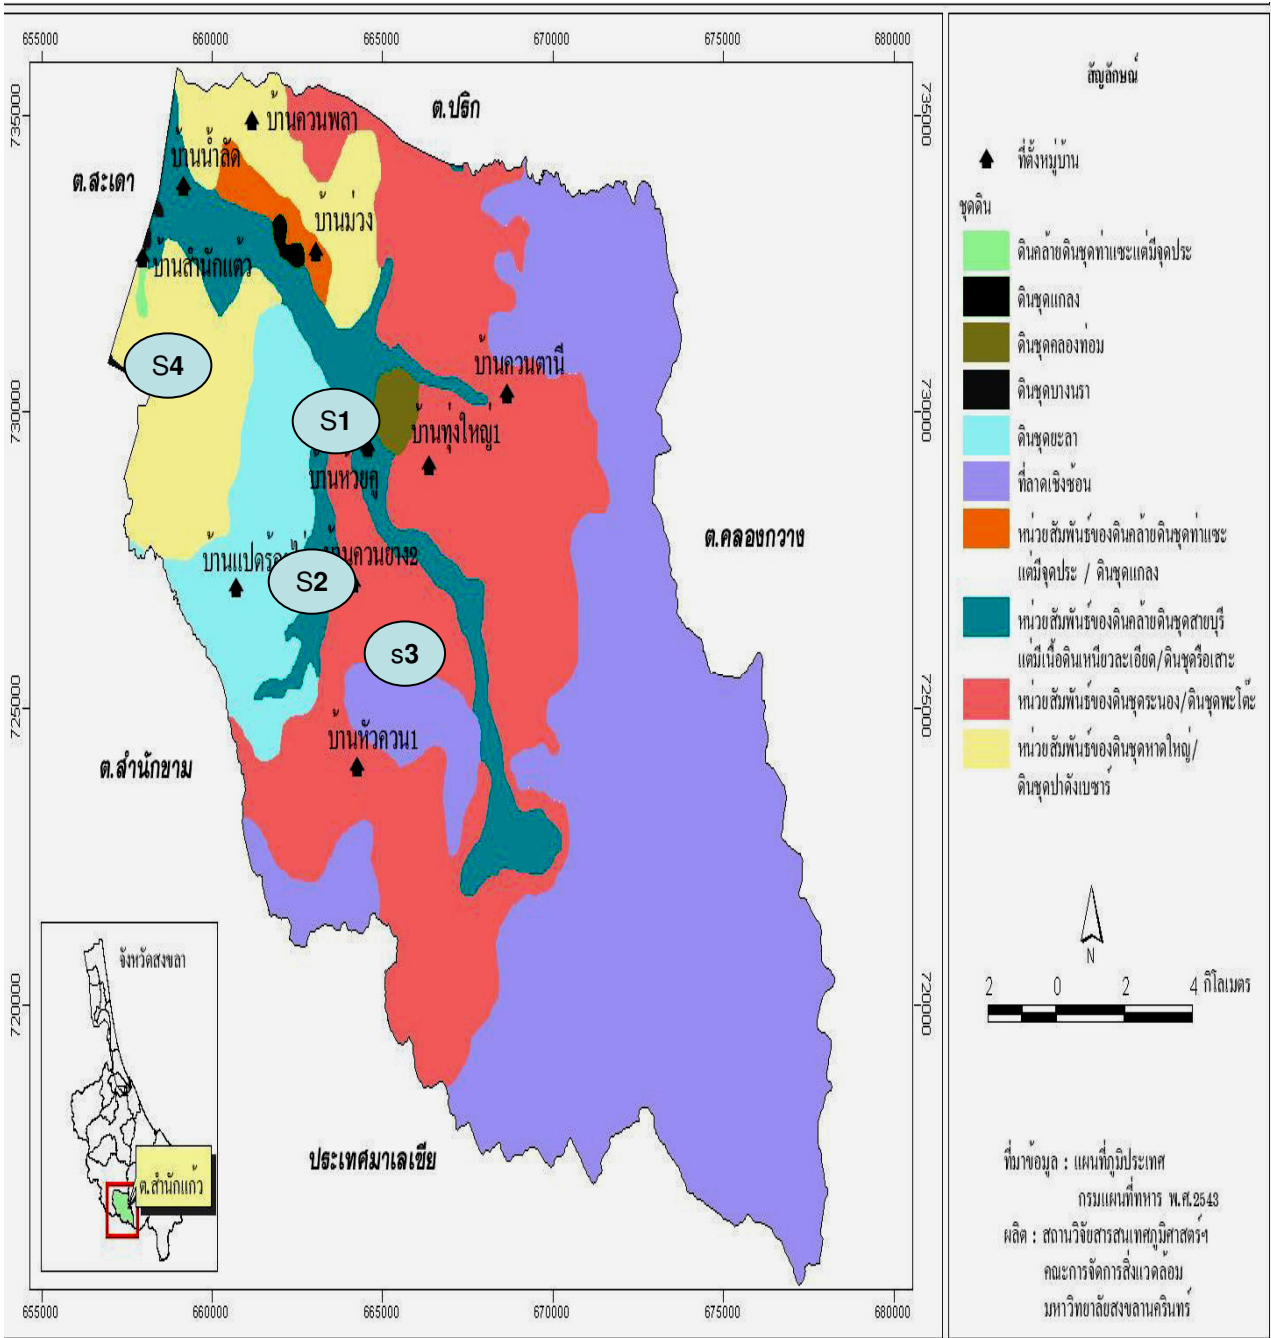 655000 660000 665000 670000 675000 680000
735000 735000
730000 730000
725000 725000
720000 720000
ต.ปริก
ต.สะเดา
บ้านควนพลา
บ้านน้ำลัด
บ้านม่วง
บ้านสำนักแต้ว
S4
บ้านควนตานี
S1
บ้านทุ่งใหญ่1
บ้านห้วยคู
ต.คลองกวาง
บ้านแปดร้อยไร่
บ้านควนยาง2
S2
s3
บ้านหัวควน1
ต.สำนักขาม
ประเทศมาเลเซีย
จังหวัดสงขลา
ต.สำนักแก้ว
655000 660000 665000 670000 675000 680000
สัญลักษณ์
ที่ตั้งหมู่บ้าน
ชุดดิน
ดินคล้ายดินชุดท่าแซะแต่มีจุดประ
ดินชุดแกลง
ดินชุดคลองท่อม
ดินชุดบางนรา
ดินชุดยะลา
ที่ลาดเชิงซ้อน
หน่วยสัมพันธ์ของดินคล้ายดินชุดท่าแซะ
แต่มีจุดประ / ดินชุดแกลง
หน่วยสัมพันธ์ของดินคล้ายดินชุดสายบุรี
แต่มีเนื้อดินเหนียวละเอียด/ดินชุดรือเสาะ
หน่วยสัมพันธ์ของดินชุดระนอง/ดินชุดพะโต๊ะ
หน่วยสัมพันธ์ของดินชุดหาดใหญ่/
ดินชุดปาดังเบซาร์
N
2 0 2 4 กิโลเมตร
ที่มาข้อมูล : แผนที่ภูมิประเทศ
กรมแผนที่ทหาร พ.ศ.2543
ผลิต : สถานวิจัยสารสนเทศภูมิศาสตร์ฯ
คณะการจัดการสิ่งแวดล้อม
มหาวิทยาลัยสงขลานครินทร์